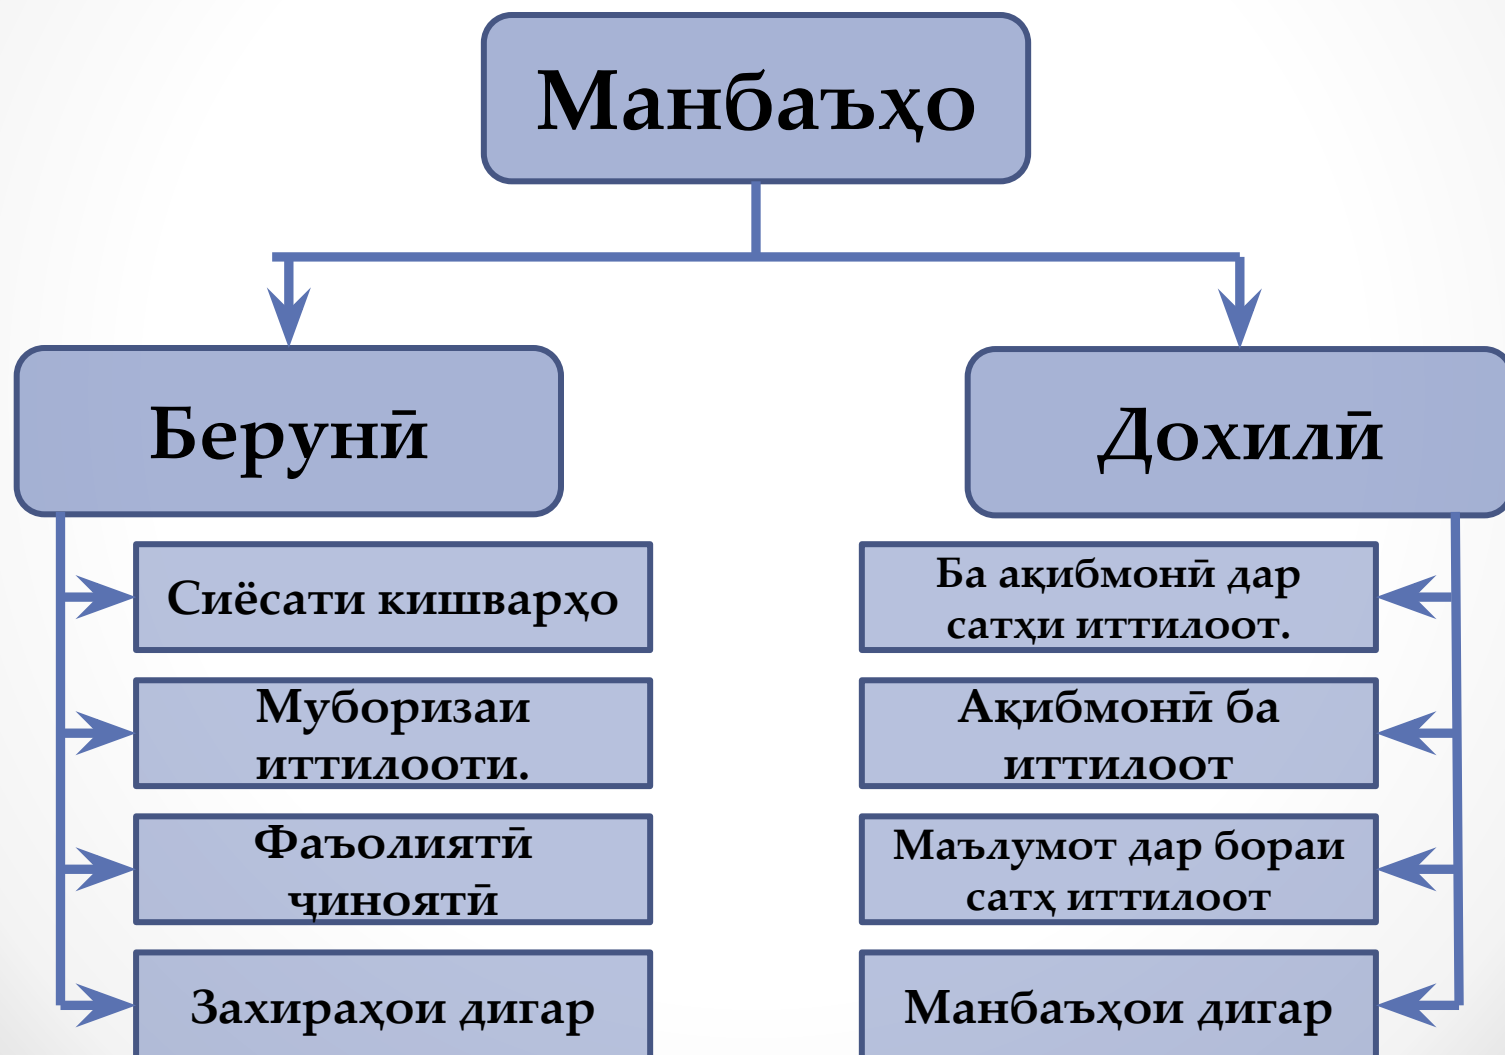 Манбаъҳо
Берунӣ
Сиёсати кишварҳо
Муборизаи
иттилооти.
Фаъолиятӣ
ҷиноятӣ
Захираҳои дигар
Дохилӣ
Ба ақибмонӣ дар
сатҳи иттилоот.
Ақибмонӣ ба
иттилоот
Маълумот дар бораи
сатҳ иттилоот
Манбаъҳои дигар